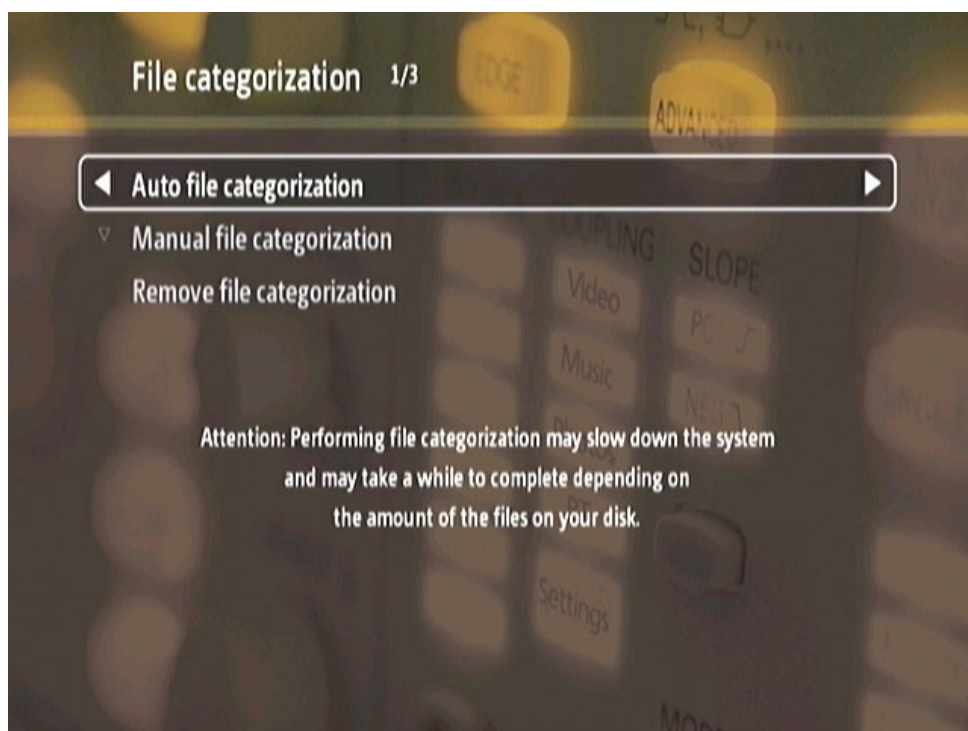 File categorization 1/3
EDGE
ADVANCED
Auto file categorization
Manual file categorization
COUPLING
SLOPE
Remove file categorization
Video
Music
NEG
Attention: Performing file categorization may slow down the system
Photos
and may take a while to complete depending on
the amount of the files on your disk.
Settings